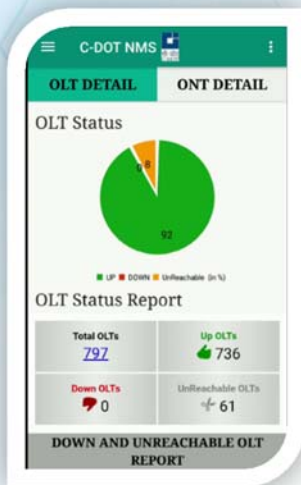 C-DOT NMS
OLT DETAIL
ONT DETAIL
OLT Status
0
8
92
UP DOWN UnReachable (in %)
OLT Status Report
Total OLTs
797
Up OLTs
736
Down OLTs
0
UnReachable OLTs
61
DOWN AND UNREACHABLE OLT
REPORT